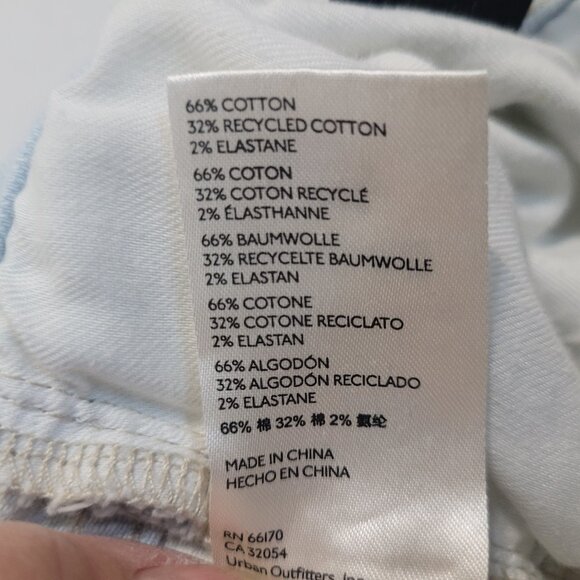 66% COTTON
32% RECYCLED COTTON
2% ELASTANE
66% COTON
32% COTON RECYCLÉ
2% ÉLASTHANNE
66% BAUMWOLLE
32% RECYCELTE BAUMWOLLE
2% ELASTAN
66% COTONE
32% COTONE RECICLATO
2% ELASTAN
66% ALGODÓN
32% ALGODÓN RECICLADO
2% ELASTANE
66% 棉 32% 棉 2% 氨纶
MADE IN CHINA
HECHO EN CHINA
RN 66170
CA 32054
Urban Outfitters, Inc